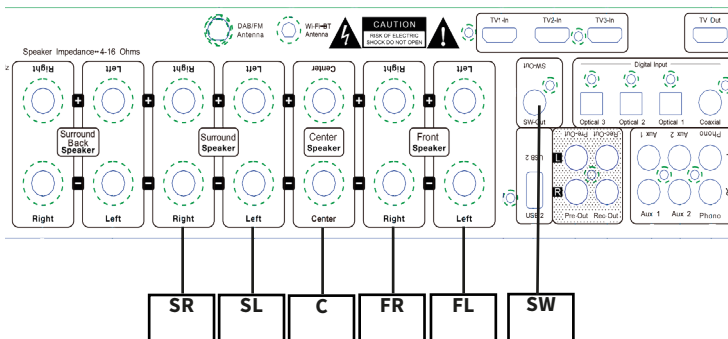 TV1-In TV2-In TV3-In TV Out
DAB/FM
Antenna
Wi-Fi-BT
Antenna
CAUTION
RISK OF ELECTRIC
SHOCK DO NOT OPEN
Speaker Impedance:4-16 Ohms
Right Left Right Left Center Right Left
SW-Out
Digital Input
SW-Out Optical 3 Optical 2 Optical 1 Coaxial
+ + + + + + +
Surround
Back
Speaker
Surround
Speaker
Center
Speaker
Front
Speaker
USB 2 Pre-Out Rec-Out Aux 1 Aux 2 Phono
L
- - - - - - -
R
Right Left Right Left Center Right Left
USB 2 Pre-Out Rec-Out Aux 1 Aux 2 Phono
SR SL C FR FL SW